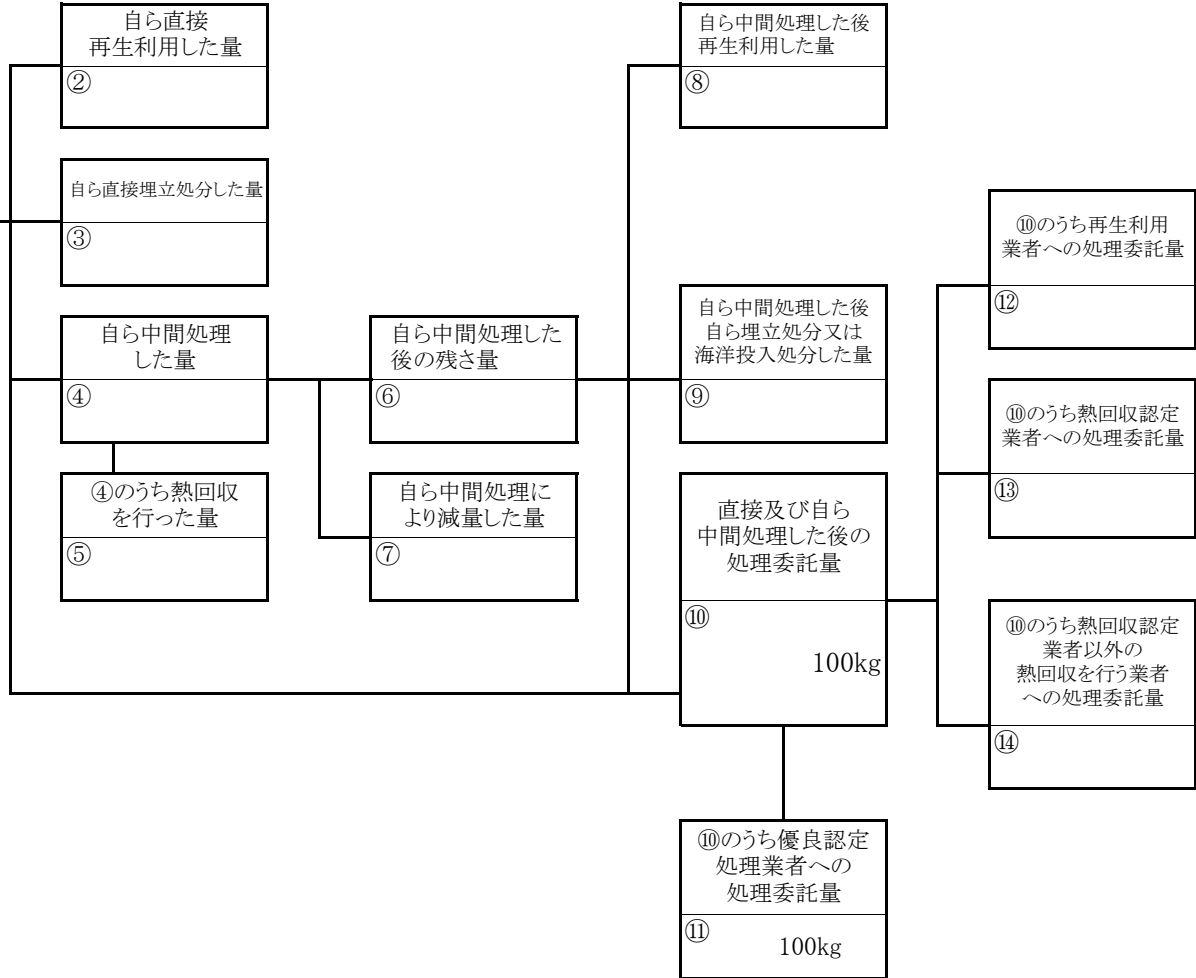 自ら直接
再生利用した量
②
自ら直接埋立処分した量
③
自ら中間処理
した量
④
④のうち熱回収
を行った量
⑤
自ら中間処理した
後の残さ量
⑥
自ら中間処理に
より減量した量
⑦
自ら中間処理した後
再生利用した量
⑧
自ら中間処理した後
自ら埋立処分又は
海洋投入処分した量
⑨
直接及び自ら
中間処理した後の
処理委託量
⑩
100kg
⑩のうち優良認定
処理業者への
処理委託量
⑪
100kg
⑩のうち再生利用
業者への処理委託量
⑫
⑩のうち熱回収認定
業者への処理委託量
⑬
⑩のうち熱回収認定
業者以外の
熱回収を行う業者
への処理委託量
⑭